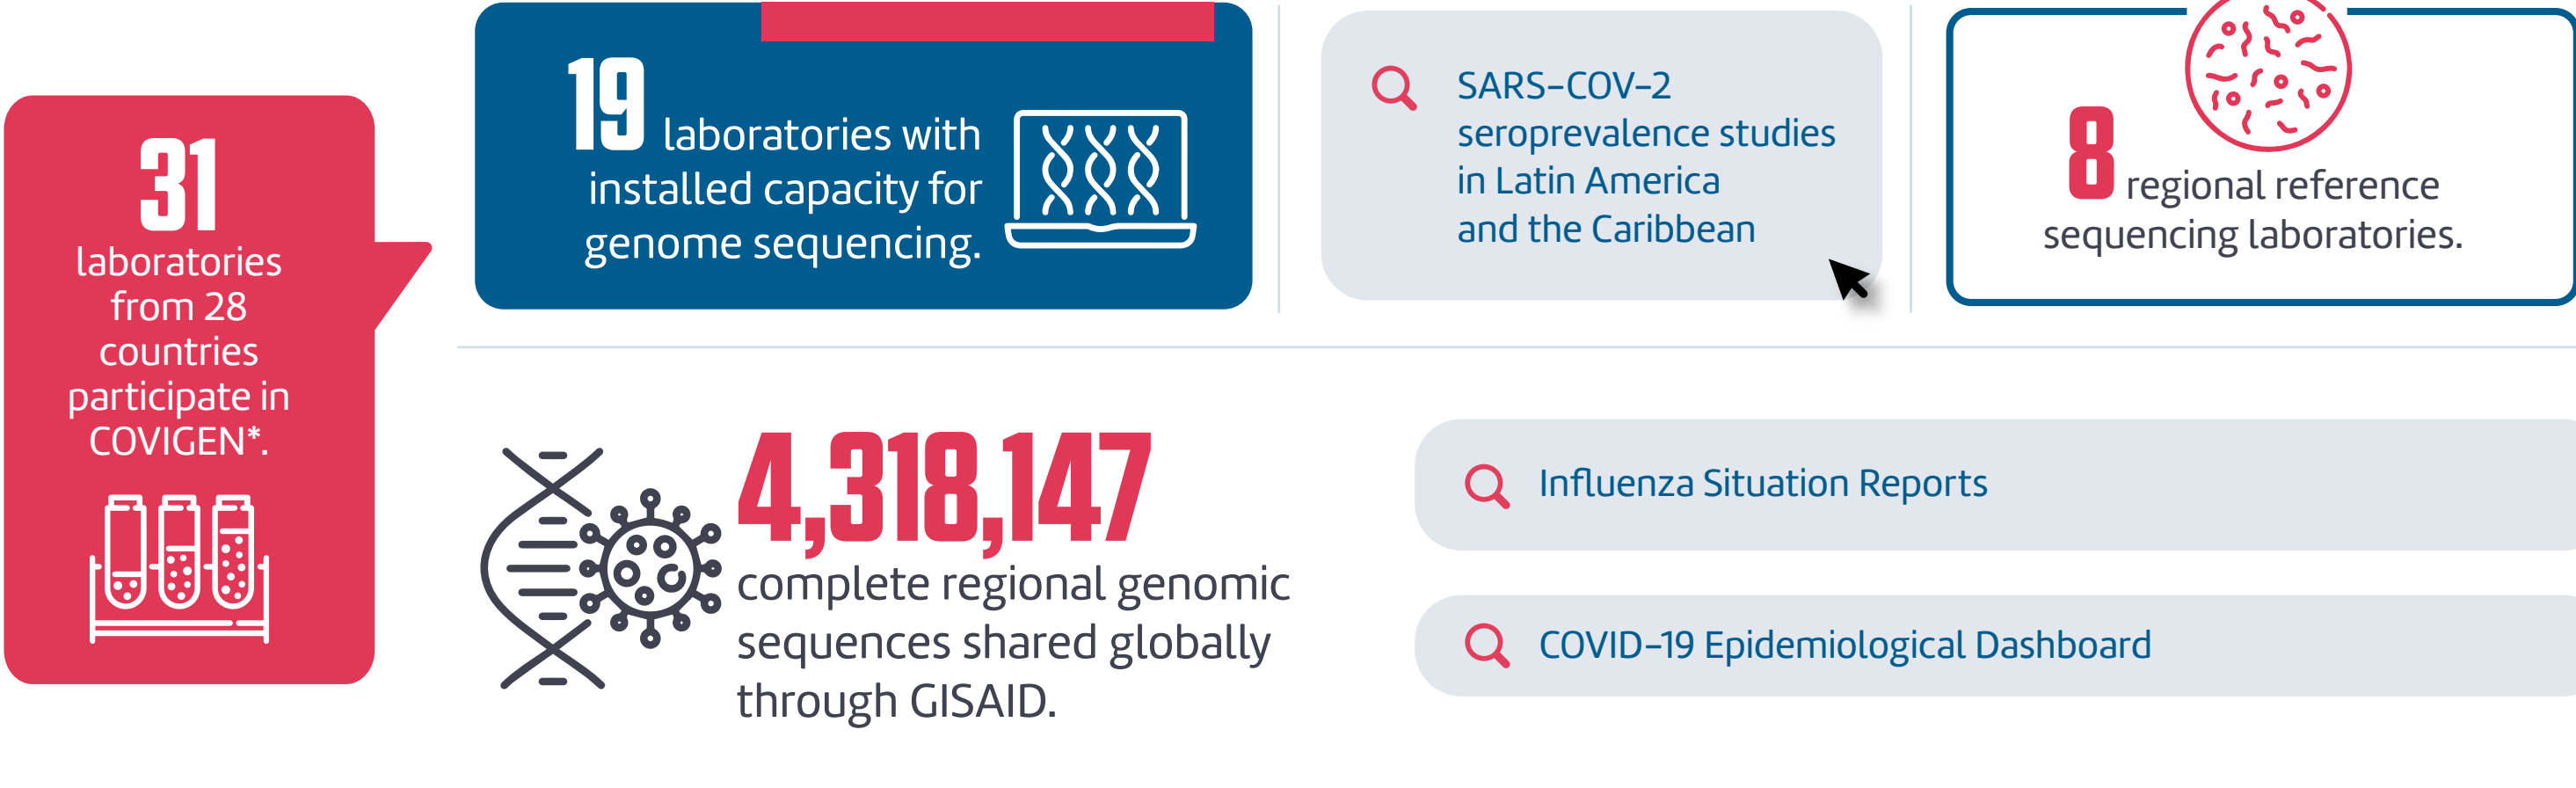 31
laboratories
from 28
countries
participate in
COVIGEN*.
19 laboratories with
installed capacity for
genome sequencing.
SARS-COV-2
seroprevalence studies
in Latin America
and the Caribbean
8 regional reference
sequencing laboratories.
4,318,147
complete regional genomic
sequences shared globally
through GISAID.
Influenza Situation Reports
COVID-19 Epidemiological Dashboard